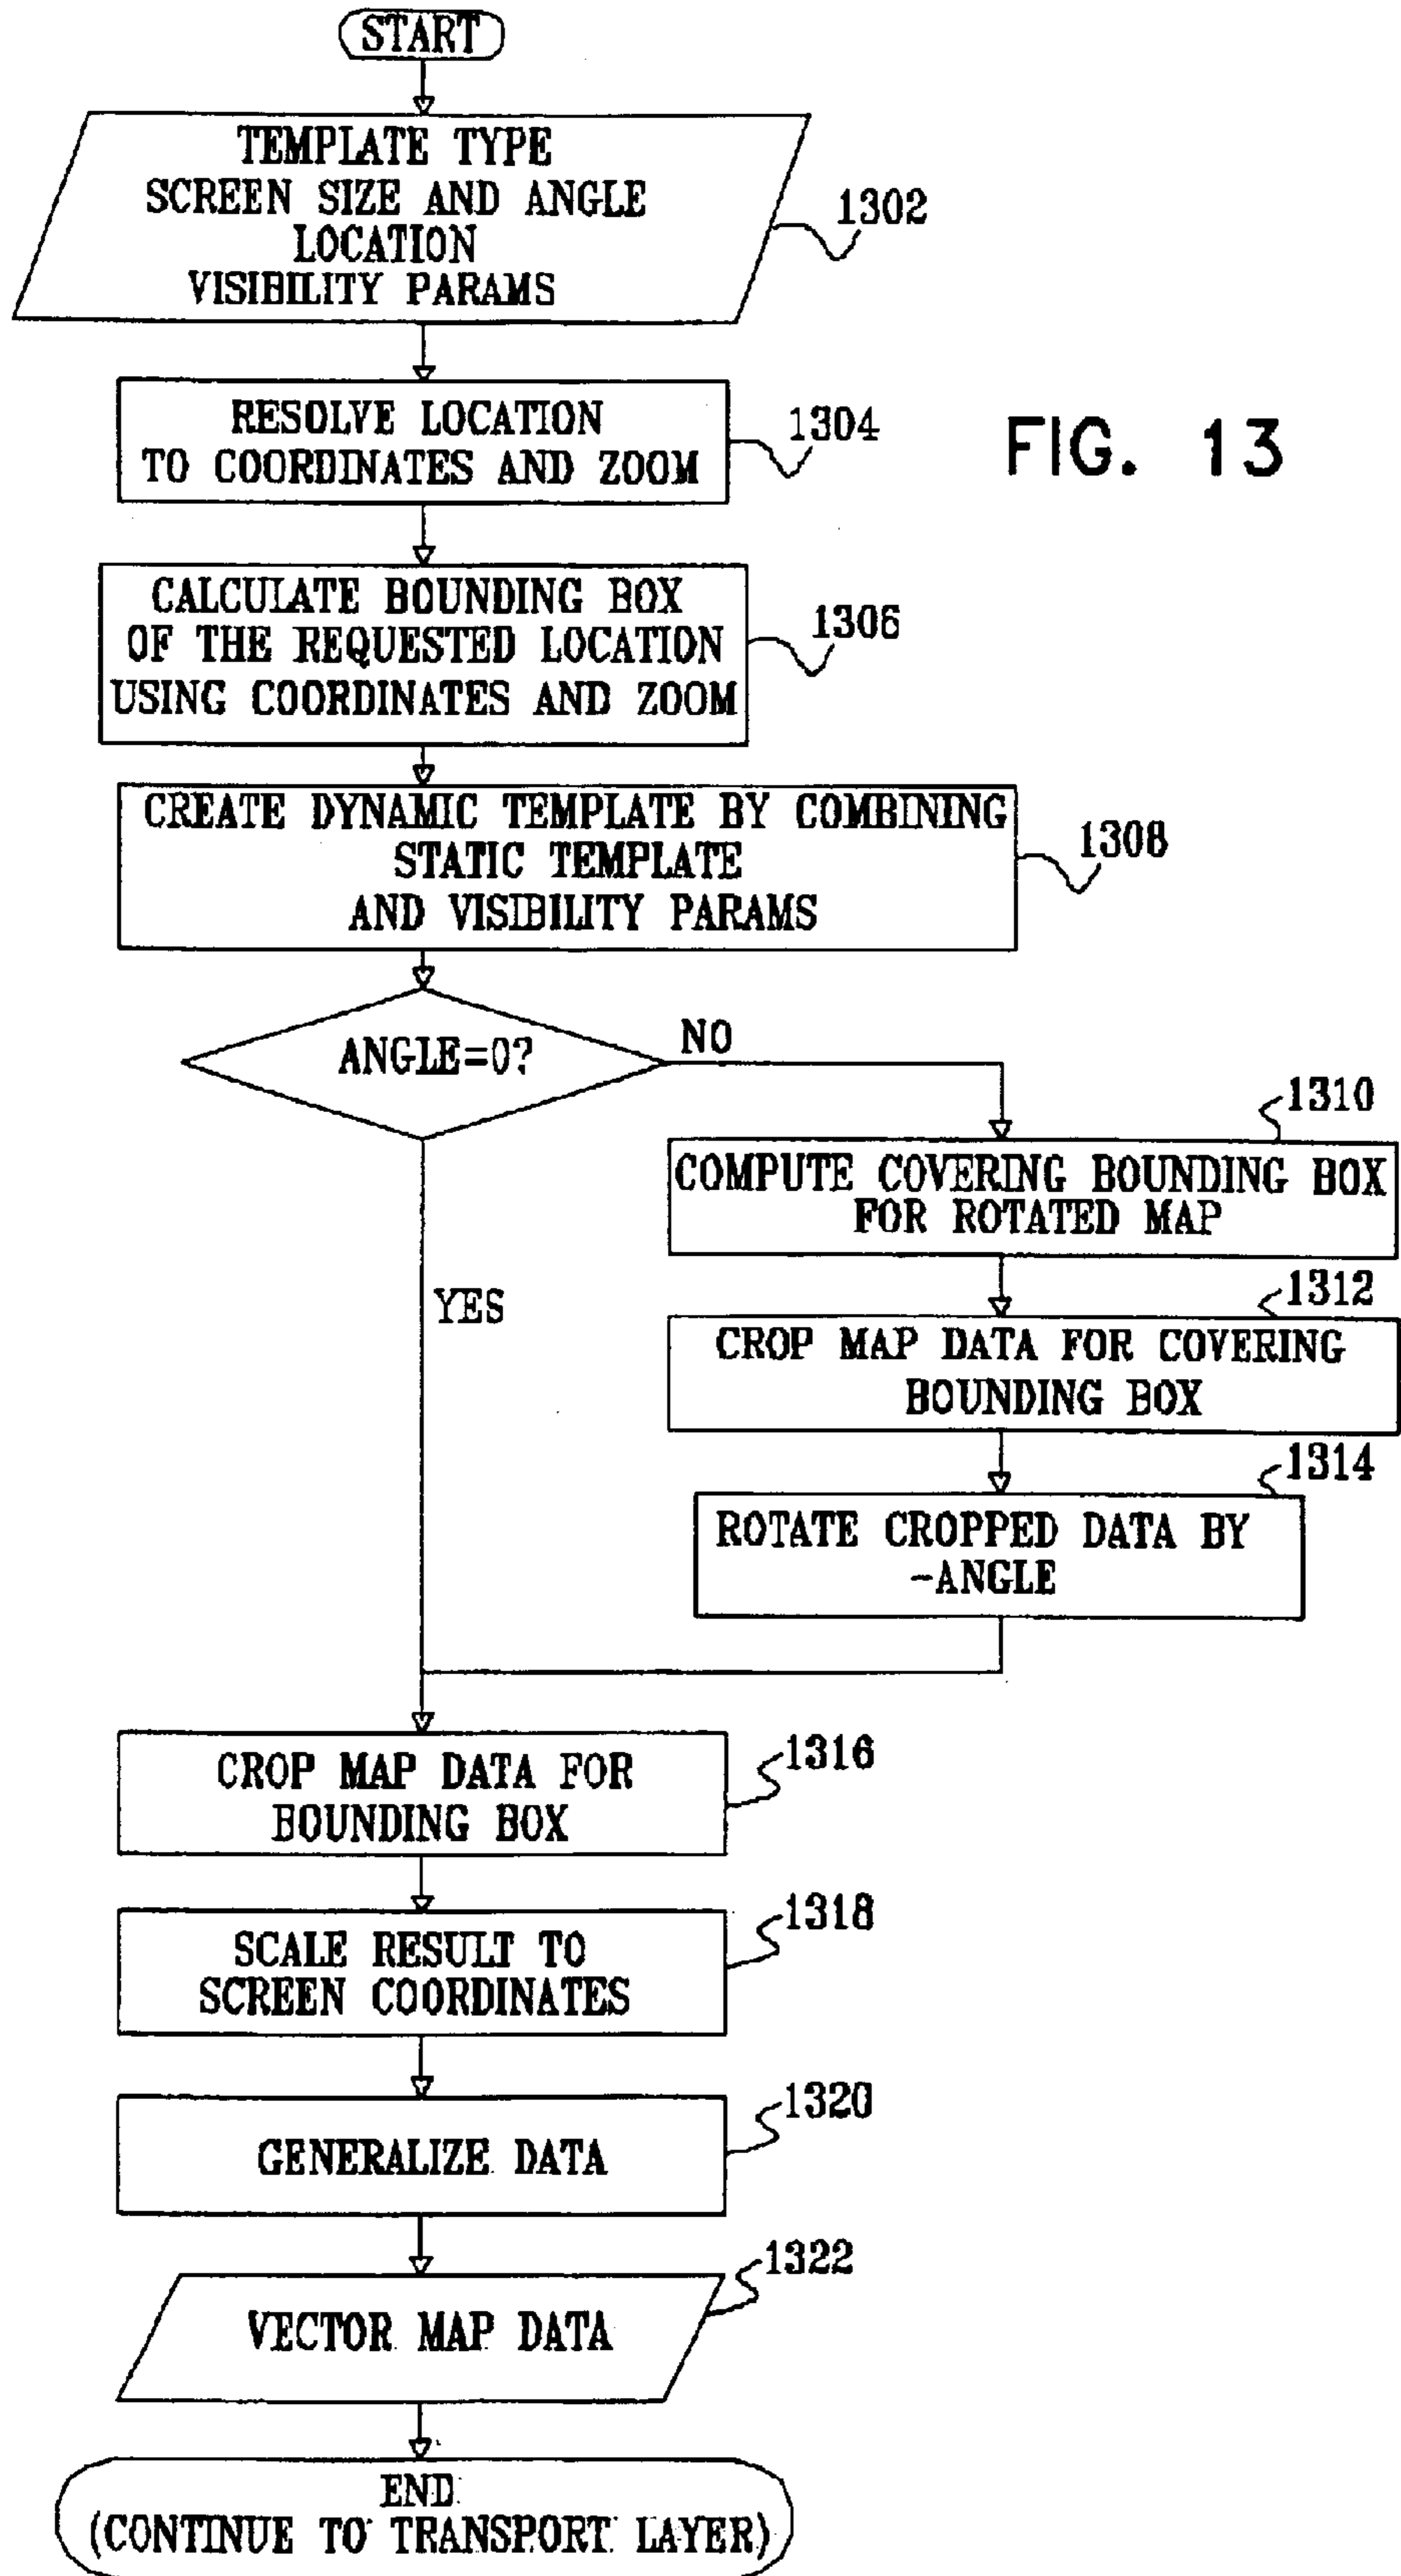 START
TEMPLATE TYPE
SCREEN SIZE AND ANGLE
LOCATION
VISIBILITY PARAMS
1302
RESOLVE LOCATION
TO COORDINATES AND ZOOM
1304
FIG. 13
CALCULATE BOUNDING BOX
OF THE REQUESTED LOCATION
USING COORDINATES AND ZOOM
1306
CREATE DYNAMIC TEMPLATE BY COMBINING
STATIC TEMPLATE
AND VISIBILITY PARAMS
1308
ANGLE=0?
NO
YES
1310
COMPUTE COVERING BOUNDING BOX
FOR ROTATED MAP
1312
CROP MAP DATA FOR COVERING
BOUNDING BOX
1314
ROTATE CROPPED DATA BY
-ANGLE
CROP MAP DATA FOR
BOUNDING BOX
1316
SCALE RESULT TO
SCREEN COORDINATES
1318
GENERALIZE DATA
1320
VECTOR MAP DATA
1322
END
(CONTINUE TO TRANSPORT LAYER)